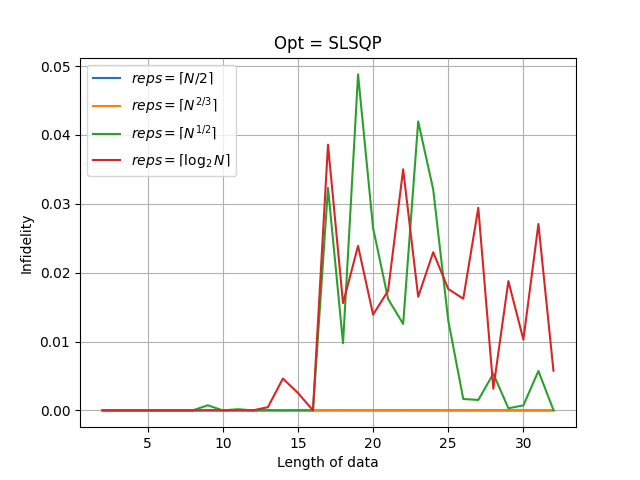 Opt = SLSQP
0.05
0.04
0.03
0.02
0.01
0.00
Infidelity
reps = ⌈N/2⌉
reps = ⌈N^{2/3}⌉
reps = ⌈N^{1/2}⌉
reps = ⌈log₂ N⌉
5 10 15 20 25 30
Length of data